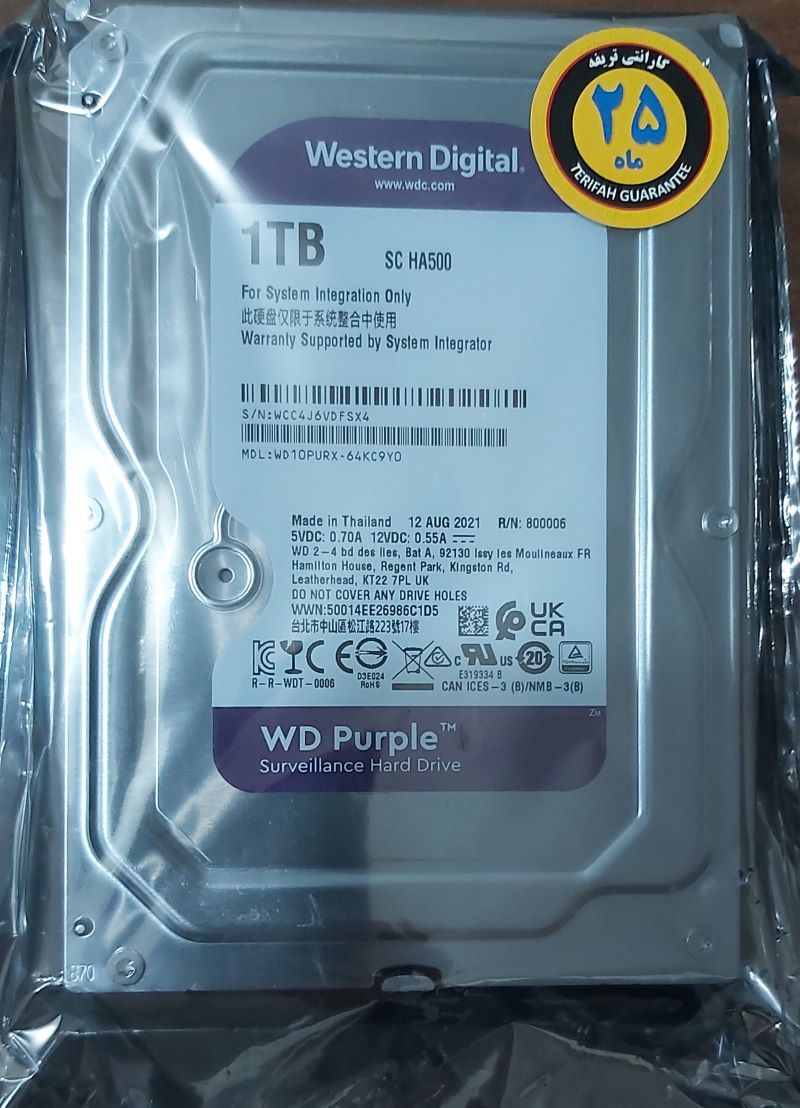 گارانتی تریفه
۲۵
ماه
TERIFAH GUARANTEE
Western Digital.
www.wdc.com
1TB
SC HA500
For System Integration Only
此硬盘仅限于系统整合中使用
Warranty Supported by System Integrator
S/N:WCC4J6VDFSX4
MDL:WD10PURX-64KC9Y0
Made in Thailand 12 AUG 2021 R/N: 800006
5VDC: 0.70A 12VDC: 0.55A
WD 2-4 bd des Iles, Bat A, 92130 Issy les Moulineaux FR
Hamilton House, Regent Park, Kingston Rd,
Leatherhead, KT22 7PL UK
DO NOT COVER ANY DRIVE HOLES
WWN:50014EE26986C1D5
台北市中山區松江路223號17樓
UK
CA
C US 20
R-R-WDT-0006
D3E024
RoHS
E319334 B
CAN ICES-3 (B)/NMB-3(B)
ZM
WD Purple™
Surveillance Hard Drive
870